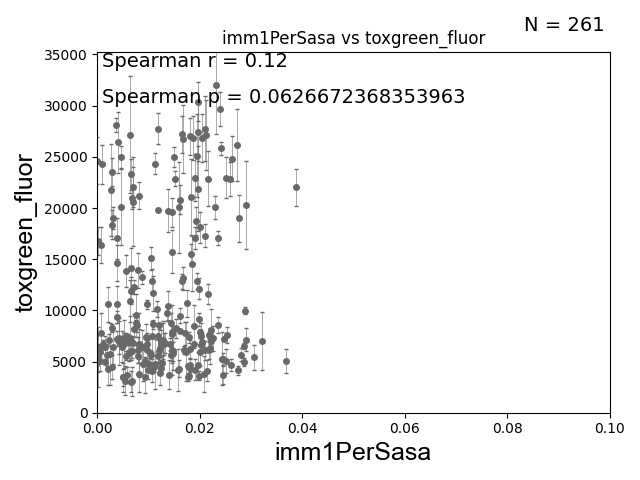 N = 261
imm1PerSasa vs toxgreen_fluor
Spearman r = 0.12
Spearman p = 0.0626672368353963
35000
30000
25000
20000
15000
10000
5000
0
toxgreen_fluor
0.00 0.02 0.04 0.06 0.08 0.10
imm1PerSasa